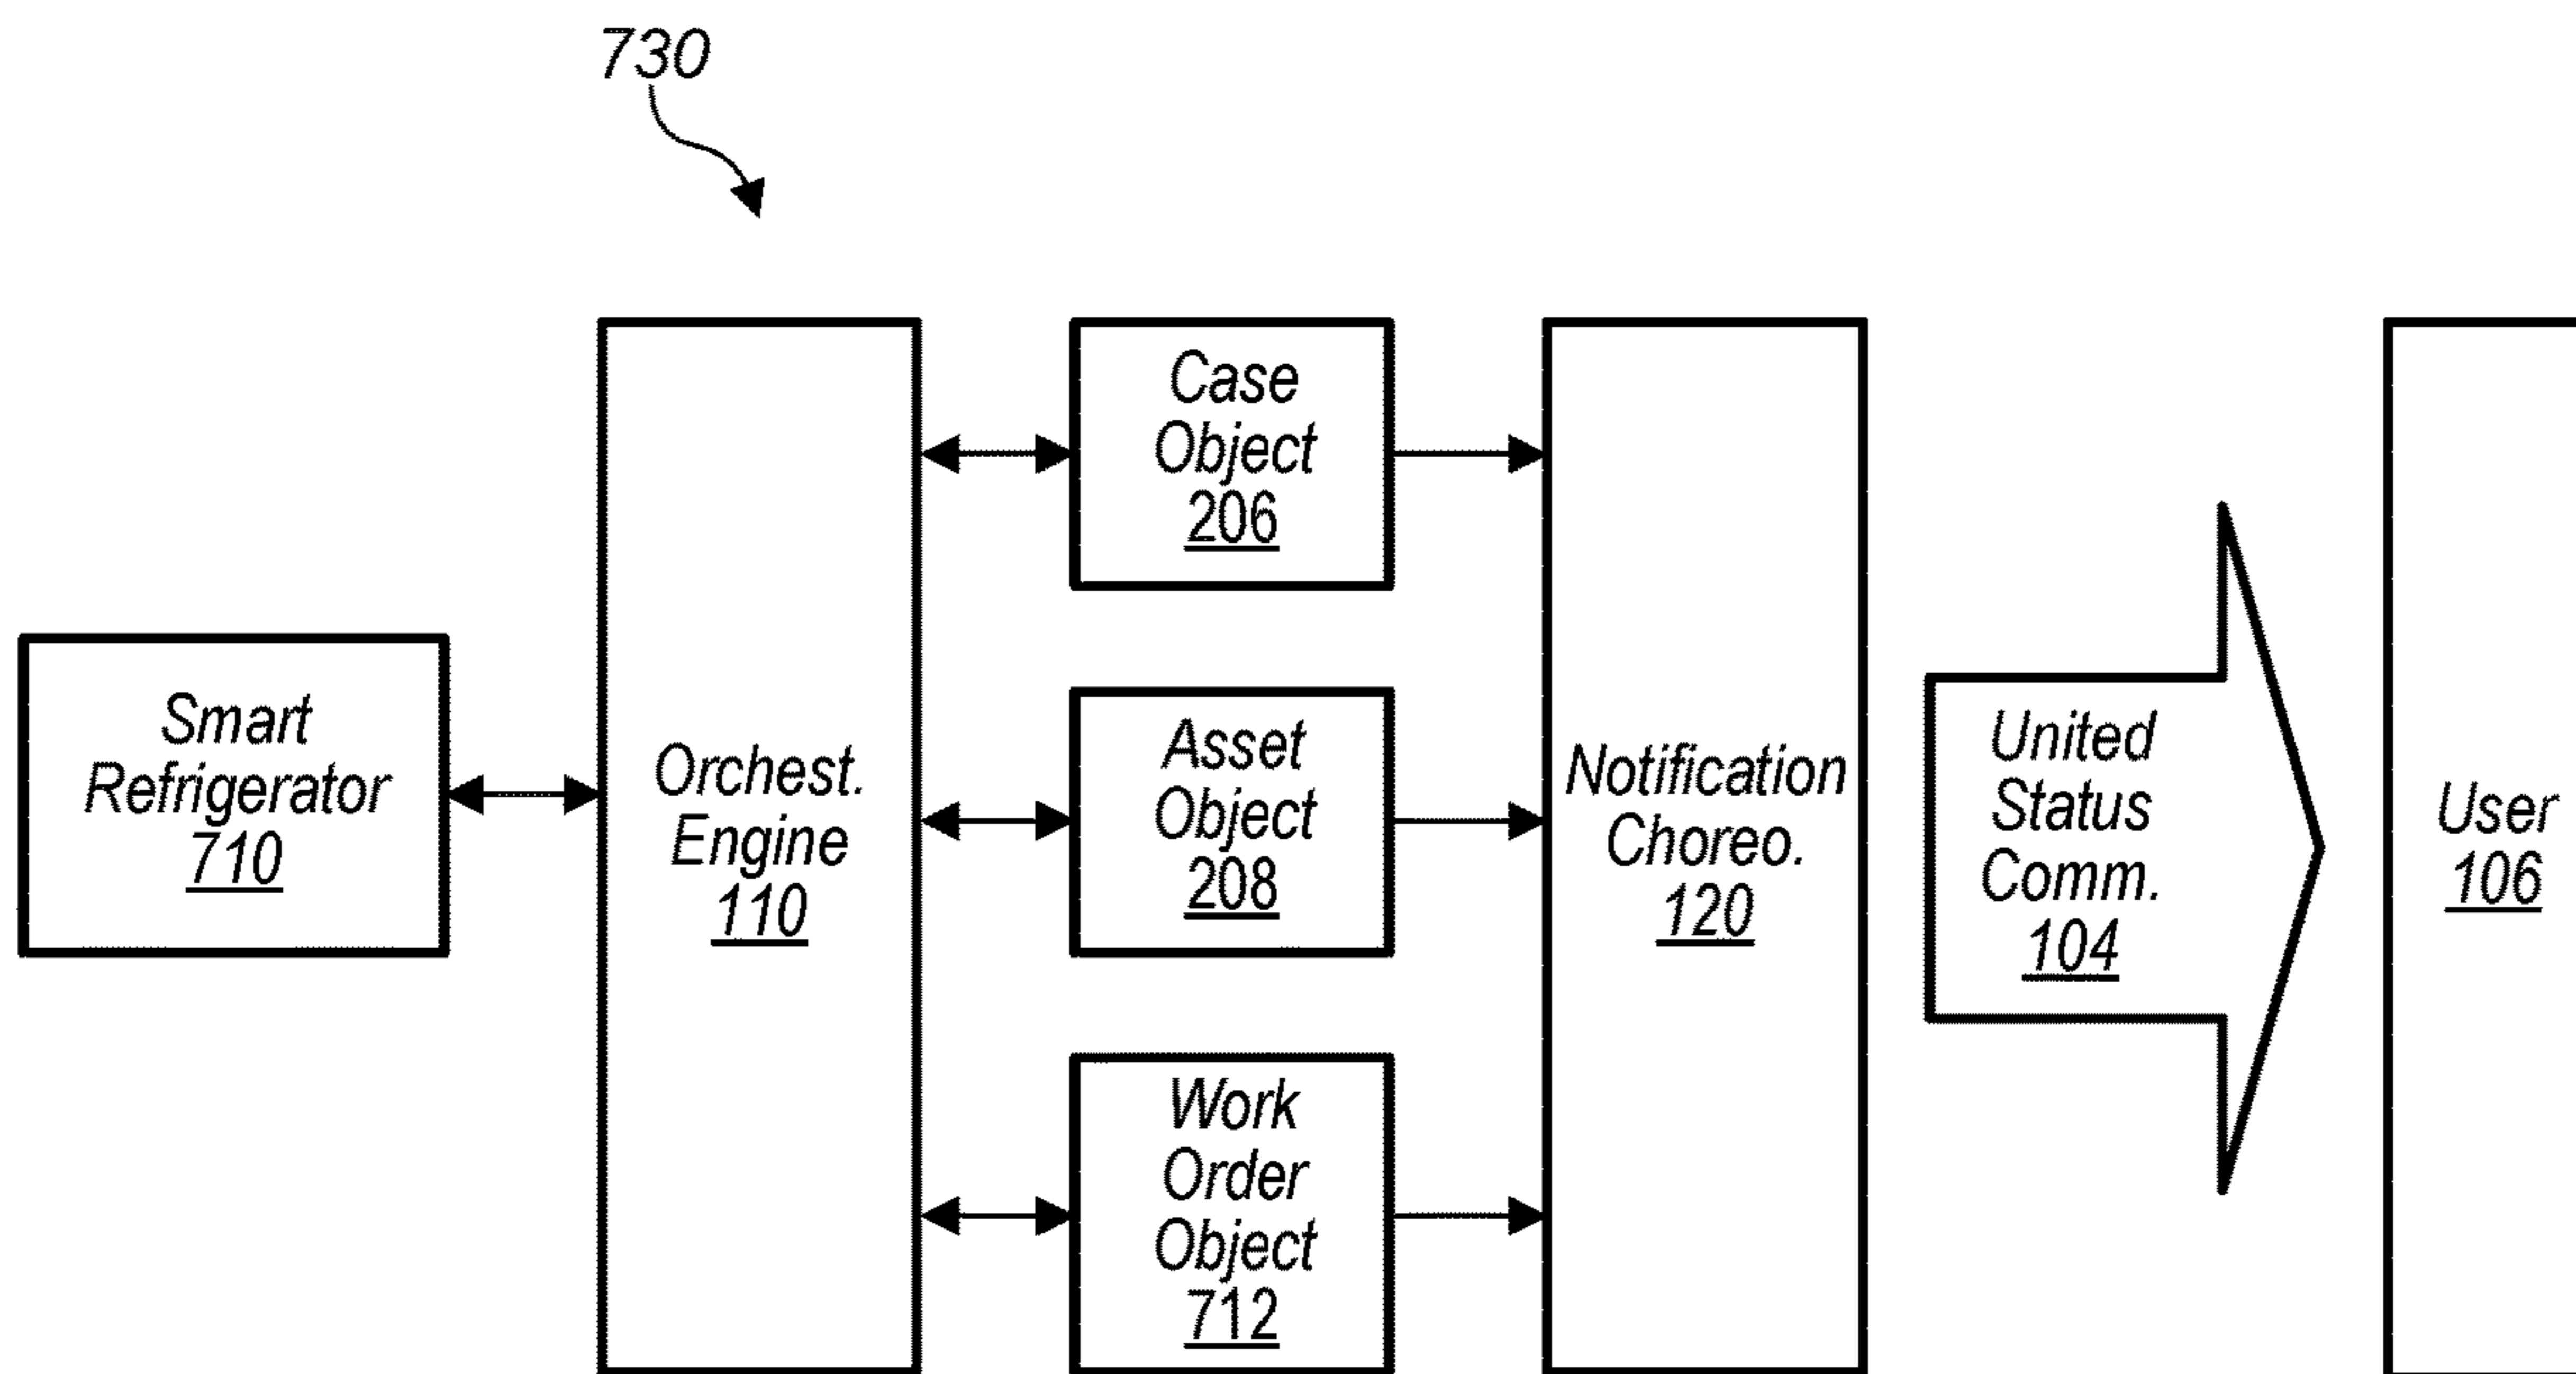 730
Smart
Refrigerator
710
Orchest.
Engine
110
Case
Object
206
Asset
Object
208
Work
Order
Object
712
Notification
Choreo.
120
United
Status
Comm.
104
User
106